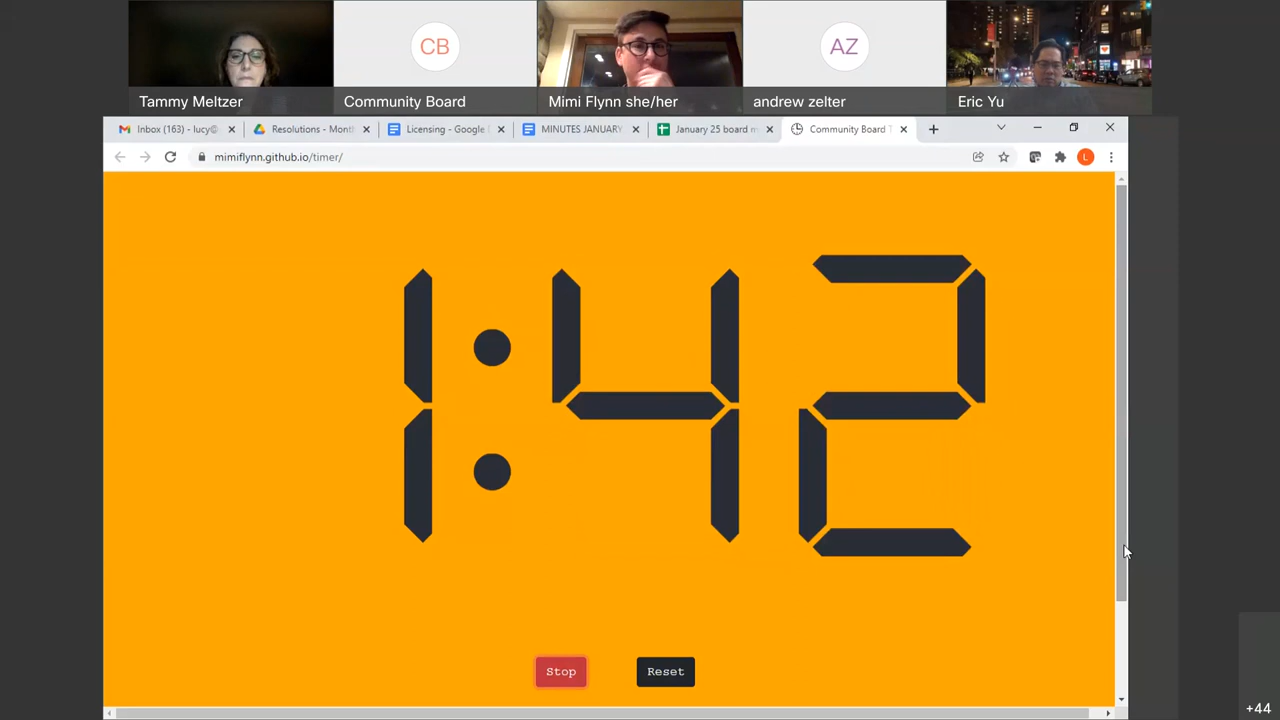 CB
AZ
Tammy Meltzer
Community Board
Mimi Flynn she/her
andrew zelter
Eric Yu
Inbox (163) - lucy@
Resolutions - Mont
Licensing - Google
MINUTES JANUARY
January 25 board m
Community Board T
mimiflynn.github.io/timer/
L
1:42
Stop
Reset
+44